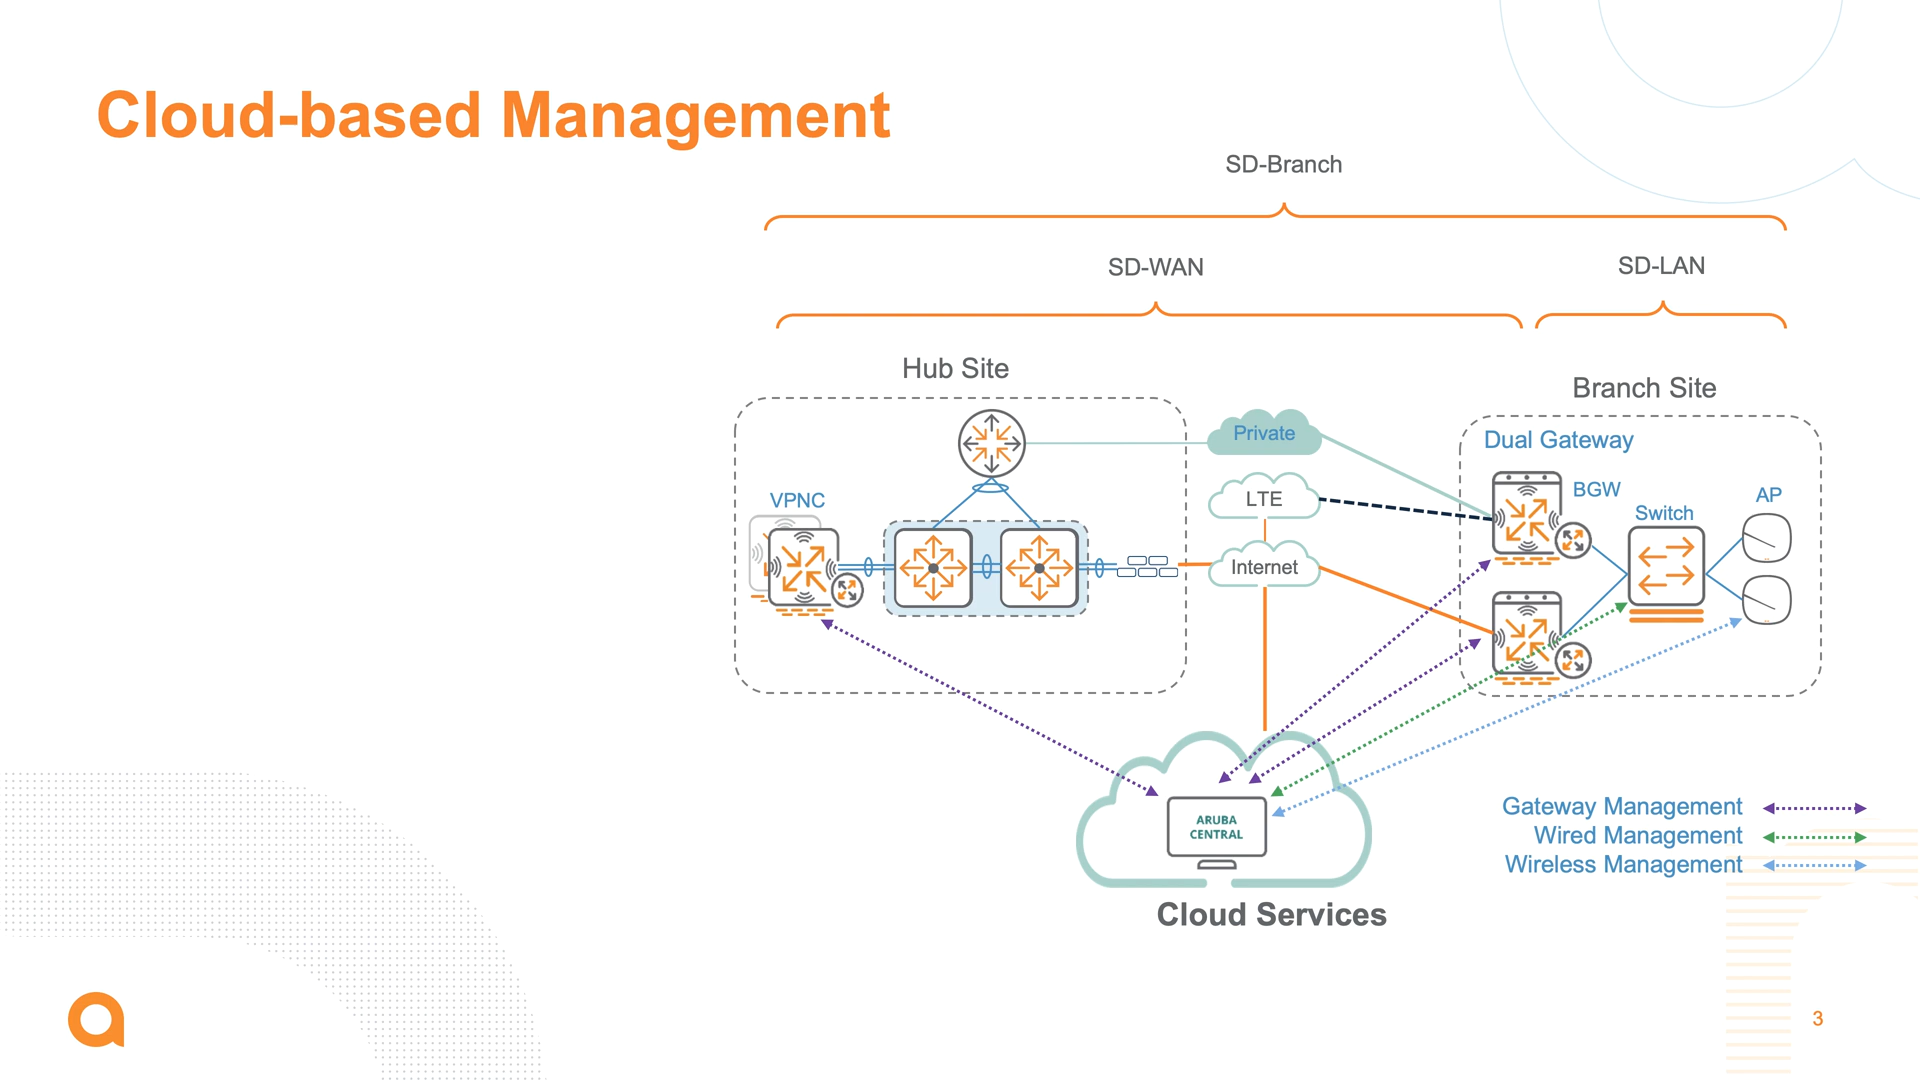 Cloud-based Management
SD-Branch
SD-WAN
SD-LAN
Hub Site
Branch Site
Private
Dual Gateway
VPNC
LTE
BGW
AP
Switch
Internet
ARUBA
CENTRAL
Gateway Management
Wired Management
Wireless Management
Cloud Services
3